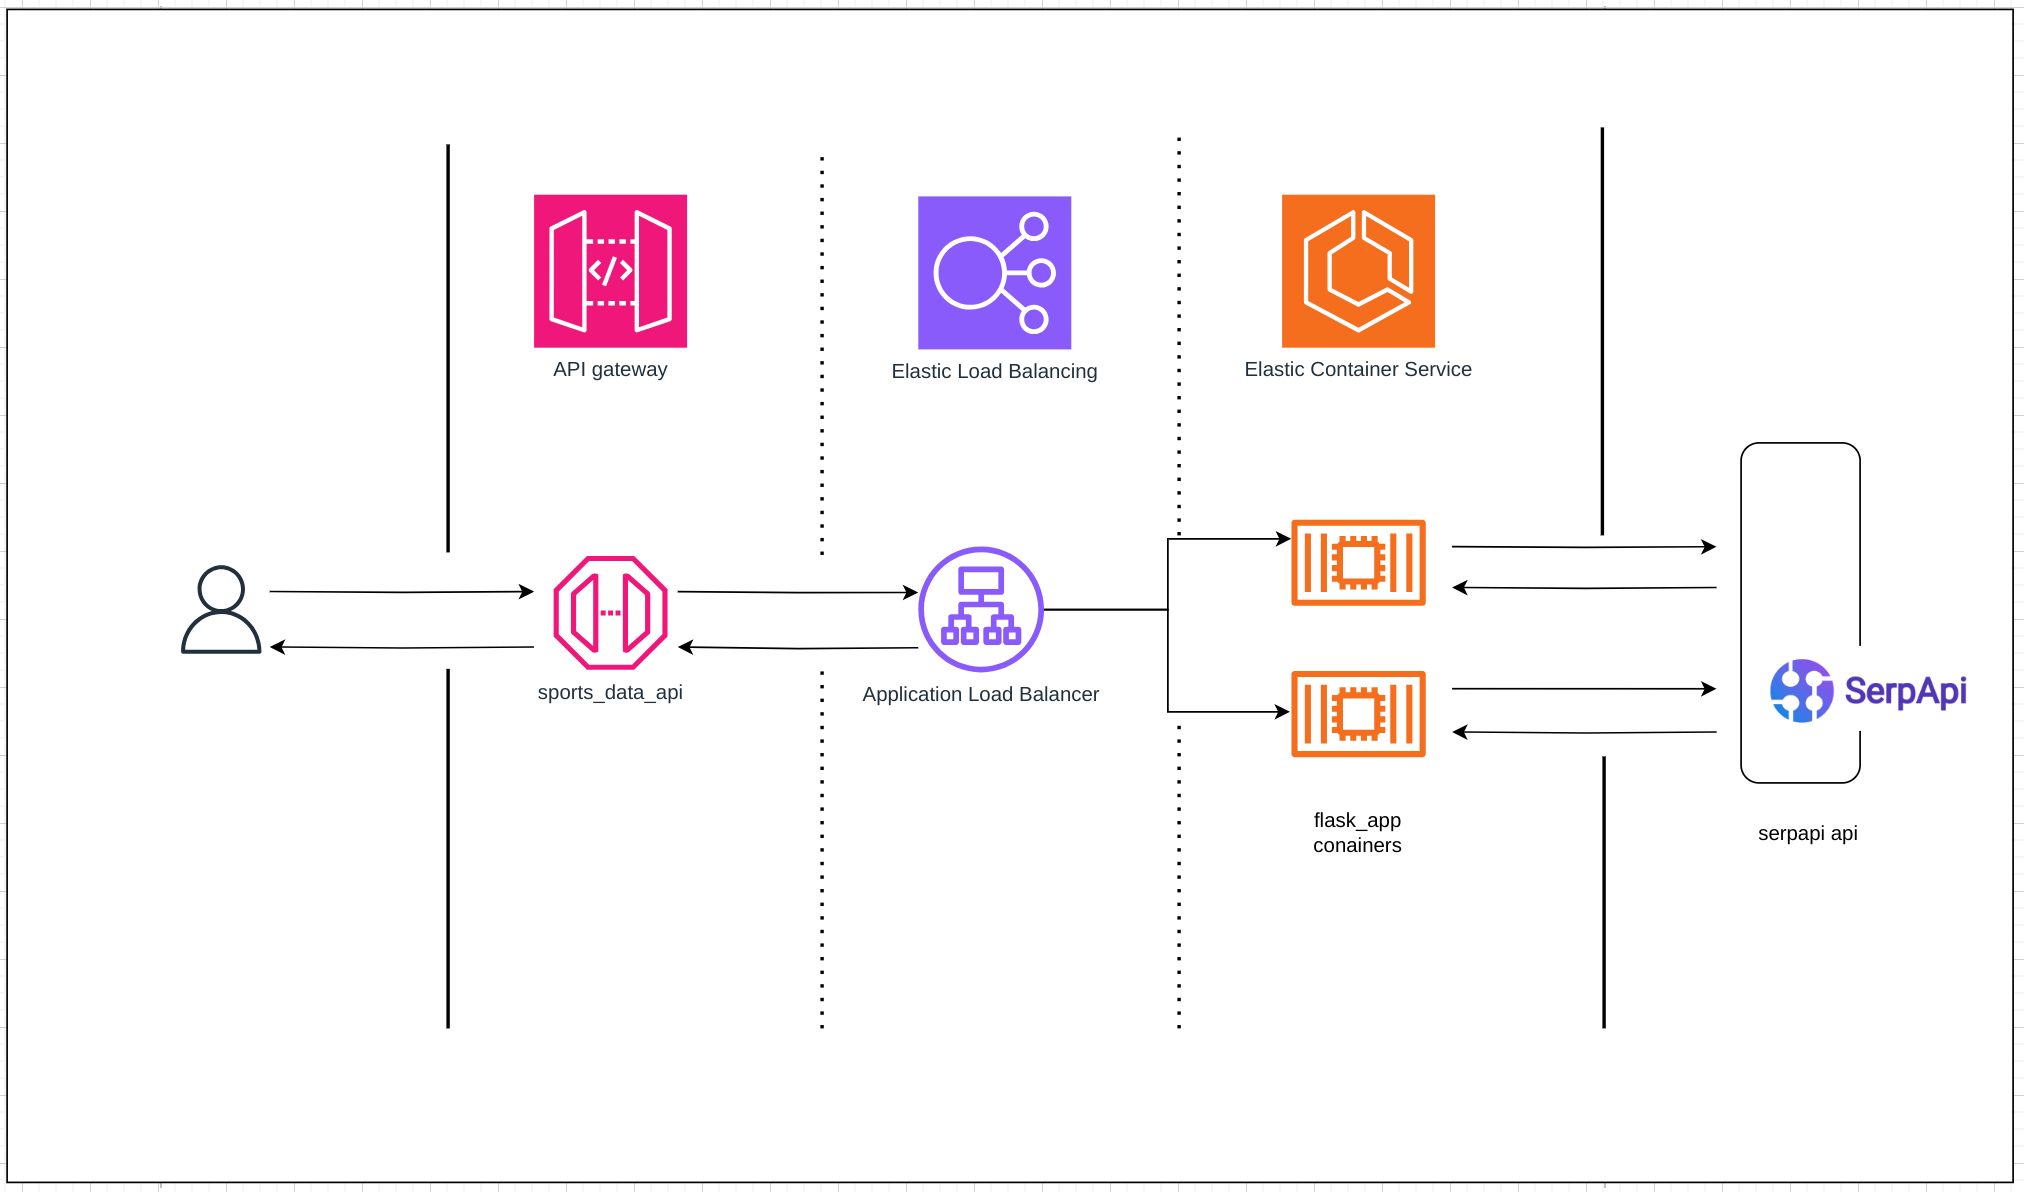 API gateway
Elastic Load Balancing
Elastic Container Service
</>
sports_data_api
Application Load Balancer
SerpApi
flask_app
conainers
serpapi api